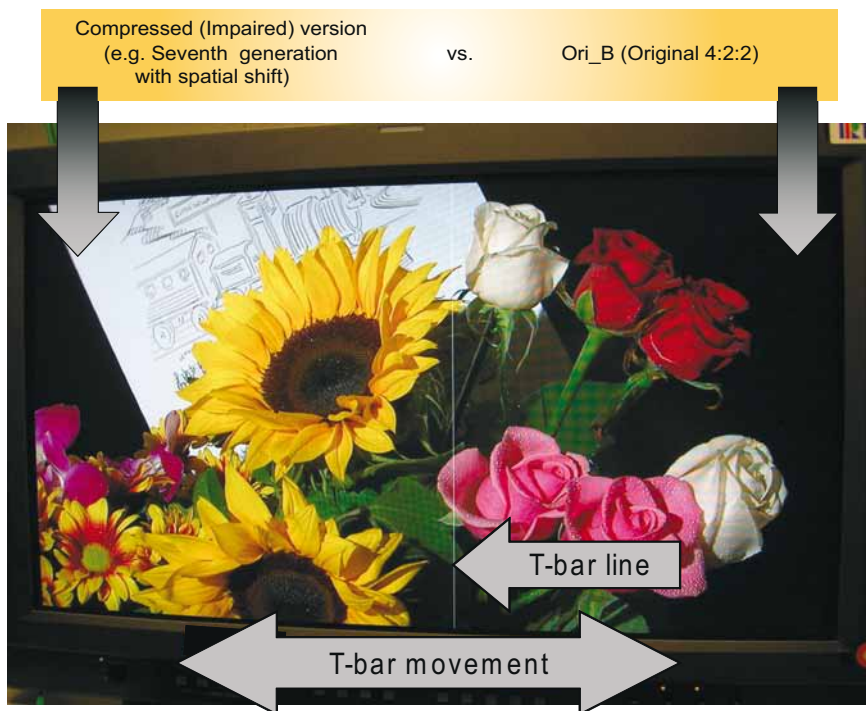 Compressed (Impaired) version
(e.g. Seventh generation
with spatial shift)
vs.
Ori_B (Original 4:2:2)
T-bar line
T-bar movement